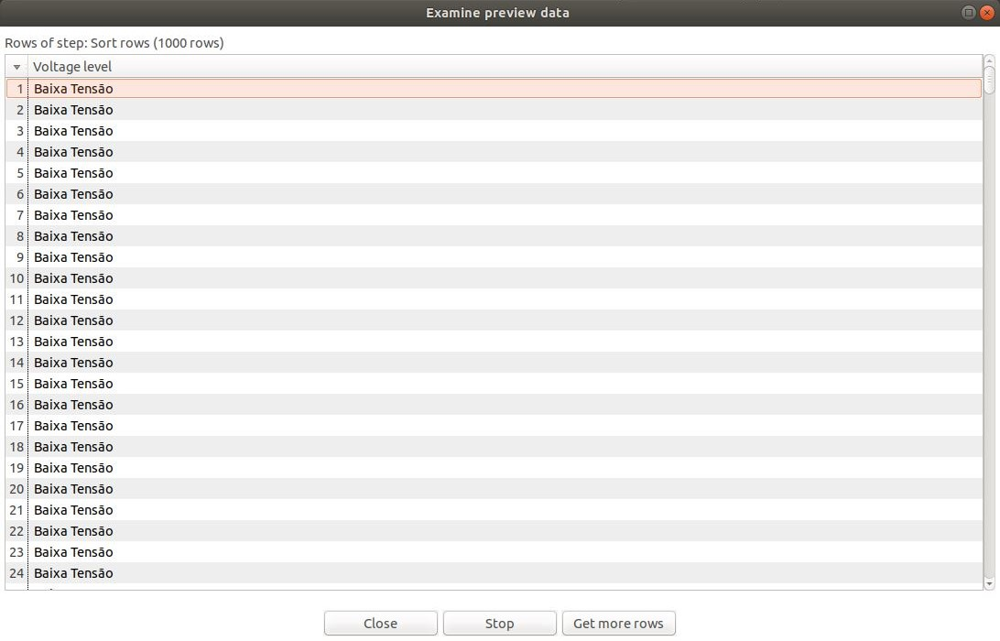 Examine preview data
Rows of step: Sort rows (1000 rows)
Voltage level
1 Baixa Tensão
2 Baixa Tensão
3 Baixa Tensão
4 Baixa Tensão
5 Baixa Tensão
6 Baixa Tensão
7 Baixa Tensão
8 Baixa Tensão
9 Baixa Tensão
10 Baixa Tensão
11 Baixa Tensão
12 Baixa Tensão
13 Baixa Tensão
14 Baixa Tensão
15 Baixa Tensão
16 Baixa Tensão
17 Baixa Tensão
18 Baixa Tensão
19 Baixa Tensão
20 Baixa Tensão
21 Baixa Tensão
22 Baixa Tensão
23 Baixa Tensão
24 Baixa Tensão
Close Stop Get more rows